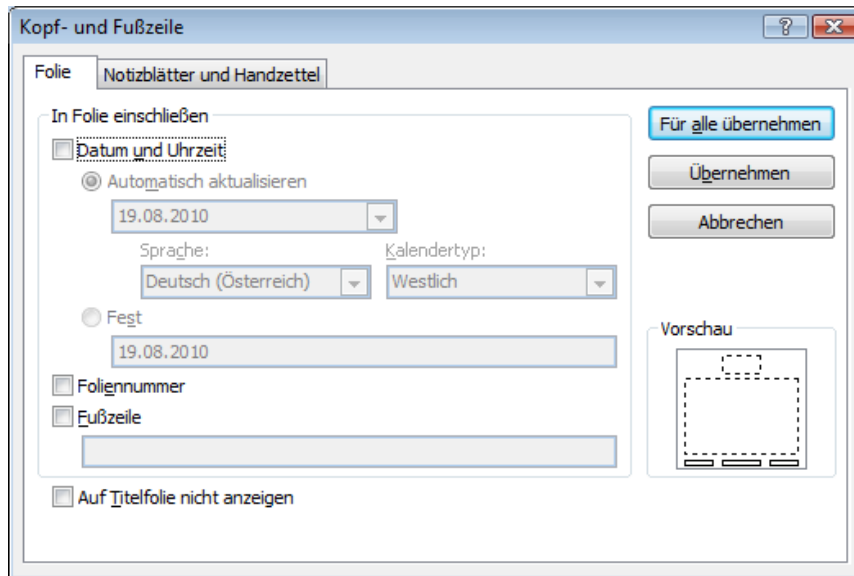 Kopf- und Fußzeile
Folie
Notizblätter und Handzettel
In Folie einschließen
Datum und Uhrzeit
Automatisch aktualisieren
19.08.2010
Sprache:
Kalendertyp:
Deutsch (Österreich)
Westlich
Fest
19.08.2010
Foliennummer
Fußzeile
Auf Titelfolie nicht anzeigen
Für alle übernehmen
Übernehmen
Abbrechen
Vorschau